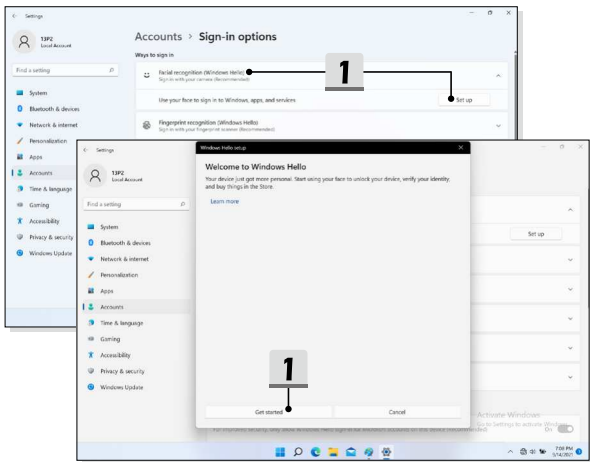 Settings
13P2
Local Account
Find a setting
System
Bluetooth & devices
Network & internet
Personalization
Apps
Accounts
Time & language
Gaming
Accessibility
Privacy & security
Windows Update
Accounts > Sign-in options
Ways to sign in
Facial recognition (Windows Hello)
Sign in with your camera (Recommended)
1
Use your face to sign in to Windows, apps, and services
Set up
Fingerprint recognition (Windows Hello)
Sign in with your fingerprint scanner (Recommended)
Settings
13P2
Local Account
Find a setting
System
Bluetooth & devices
Network & internet
Personalization
Apps
Accounts
Time & language
Gaming
Accessibility
Privacy & security
Windows Update
Windows Hello setup
Welcome to Windows Hello
Your device just got more personal. Start using your face to unlock your device, verify your identity,
and buy things in the Store.
Learn more
1
Get started
Cancel
Set up
Activate Windows
Go to Settings to activate Windows.
On
7:03 PM